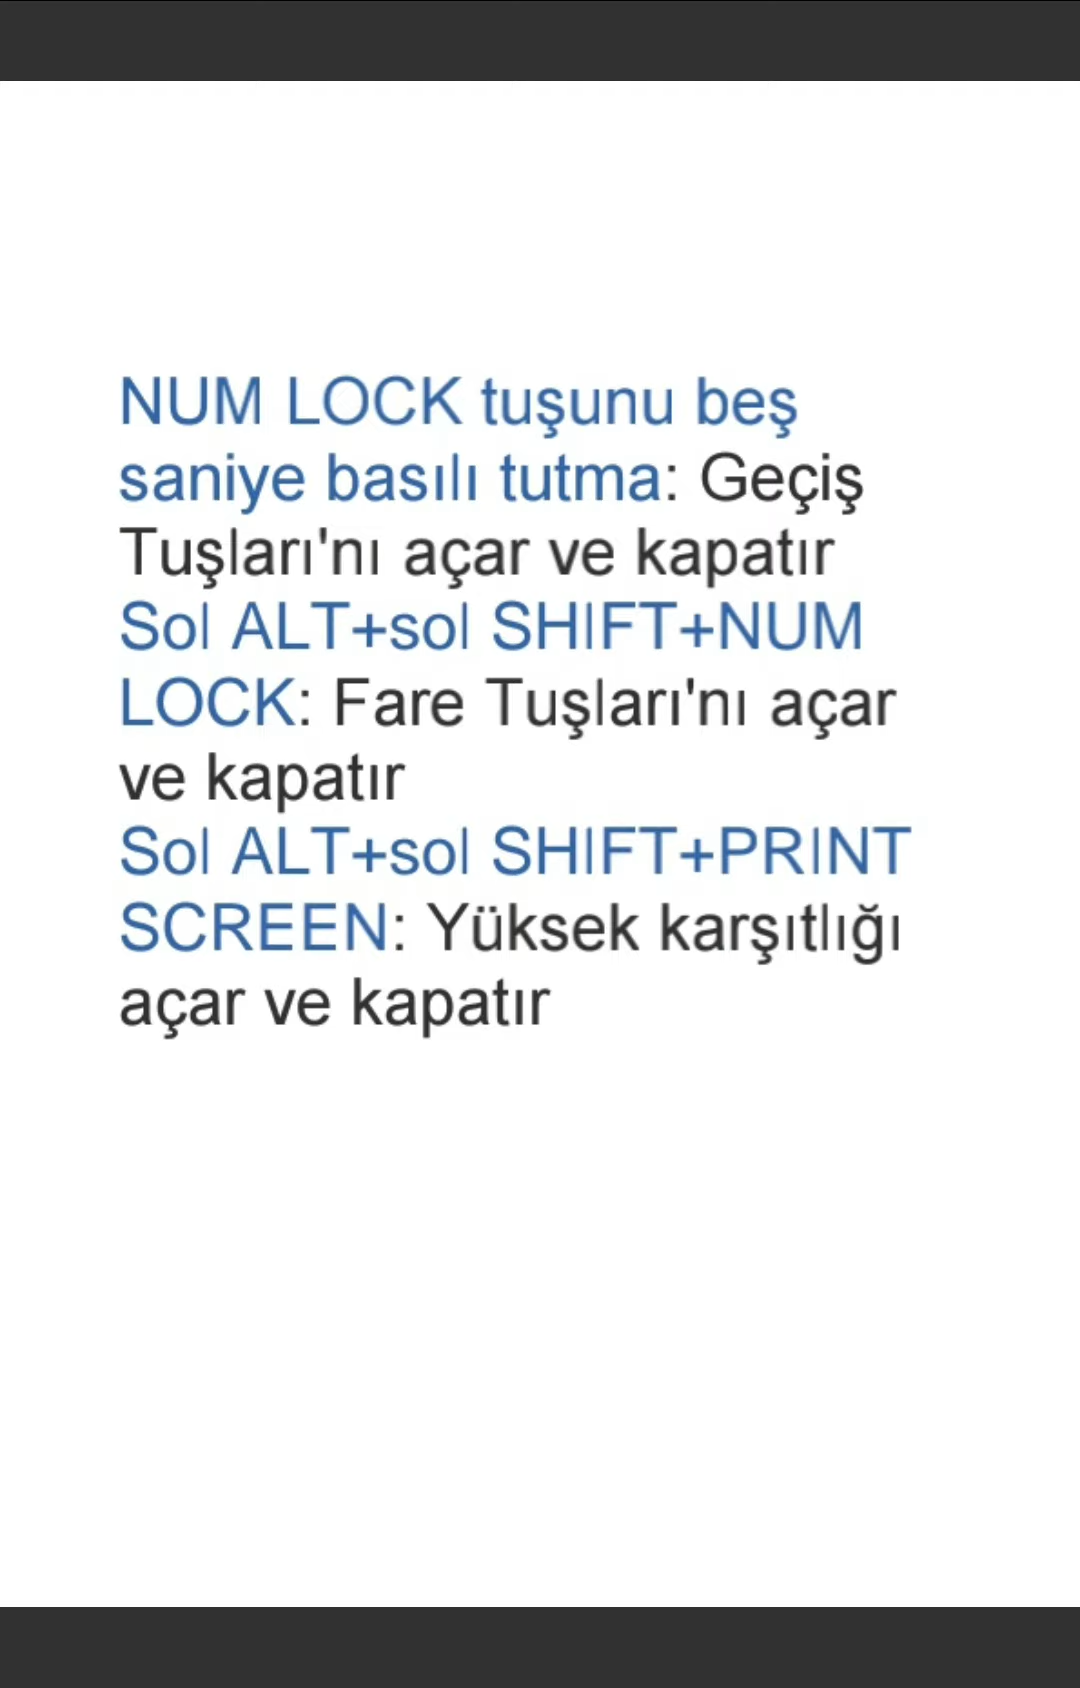 NUM LOCK tuşunu beş
saniye basılı tutma: Geçiş
Tuşları'nı açar ve kapatır
Sol ALT+sol SHIFT+NUM
LOCK: Fare Tuşları'nı açar
ve kapatır
Sol ALT+sol SHIFT+PRINT
SCREEN: Yüksek karşıtlığı
açar ve kapatır